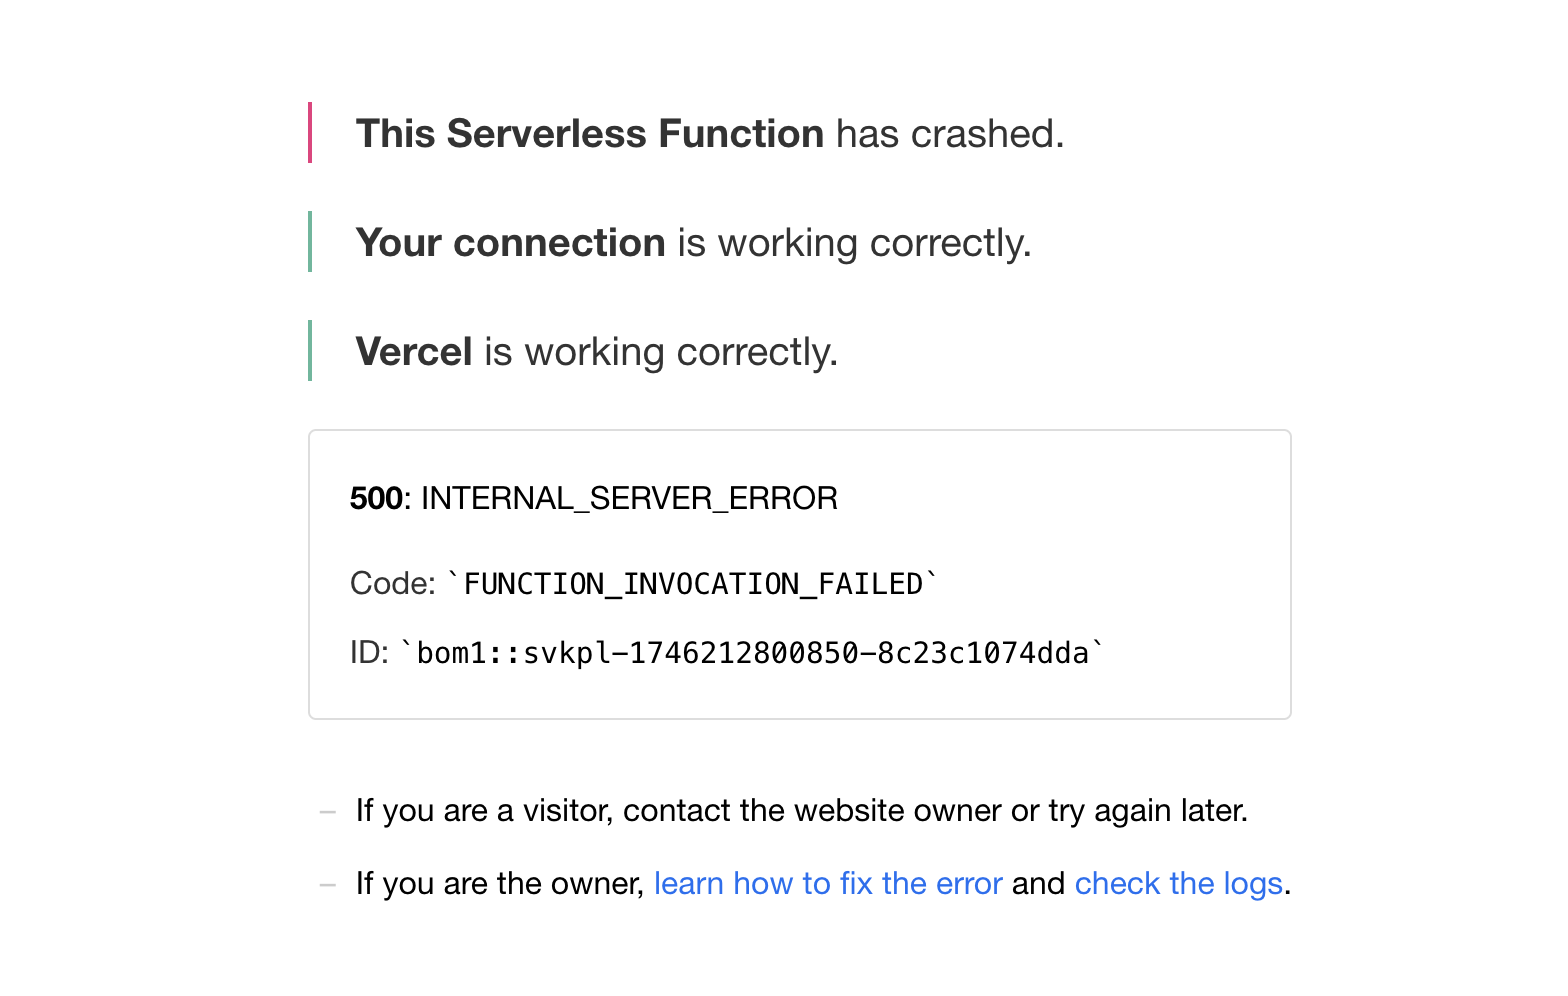 This Serverless Function has crashed.
Your connection is working correctly.
Vercel is working correctly.
500: INTERNAL_SERVER_ERROR
Code: `FUNCTION_INVOCATION_FAILED`
ID: `bom1::svkpl-1746212800850-8c23c1074dda`
– If you are a visitor, contact the website owner or try again later.
– If you are the owner, learn how to fix the error and check the logs.